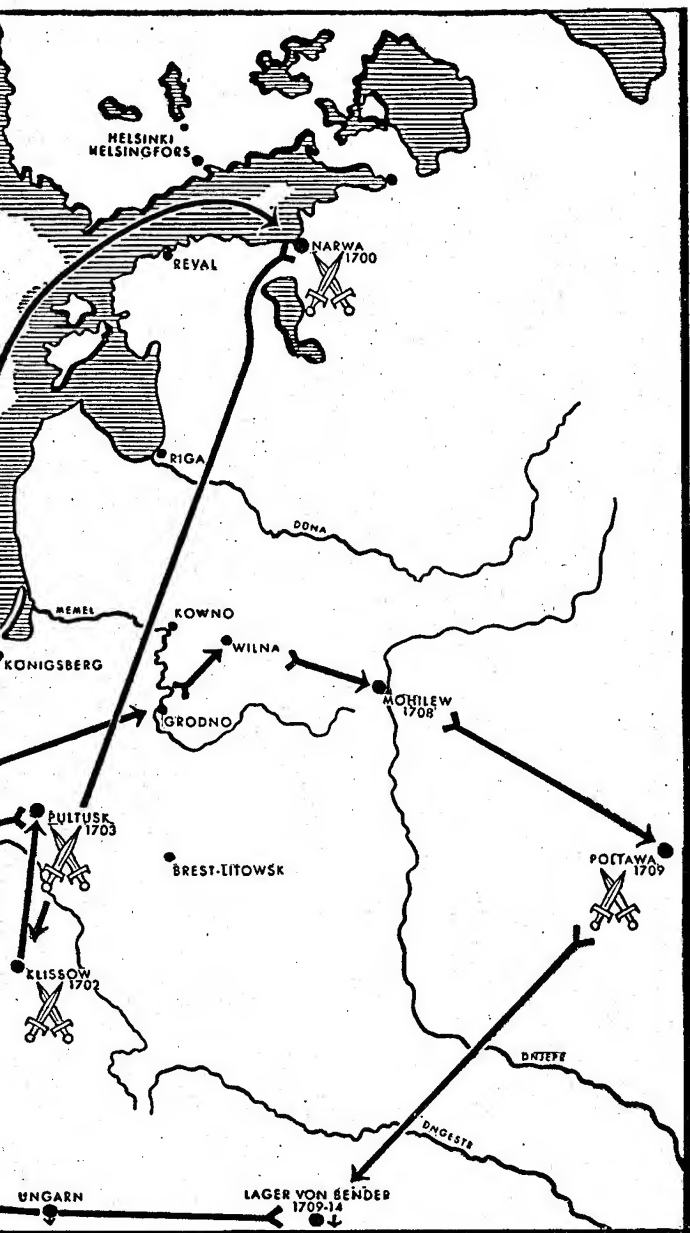 HELSINKI
HELSINGFORS
NARWA
1700
REVAL
RIGA
DÜNA
MEMEL
KOWNO
WILNA
KÖNIGSBERG
MOHILEW
1708
GRODNO
PULTUSK
1703
BREST-LITOWSK
POLTAWA
1709
KLISSOW
1702
DNJEPR
DNJESTR
UNGARN
LAGER VON BENDER
1709-14